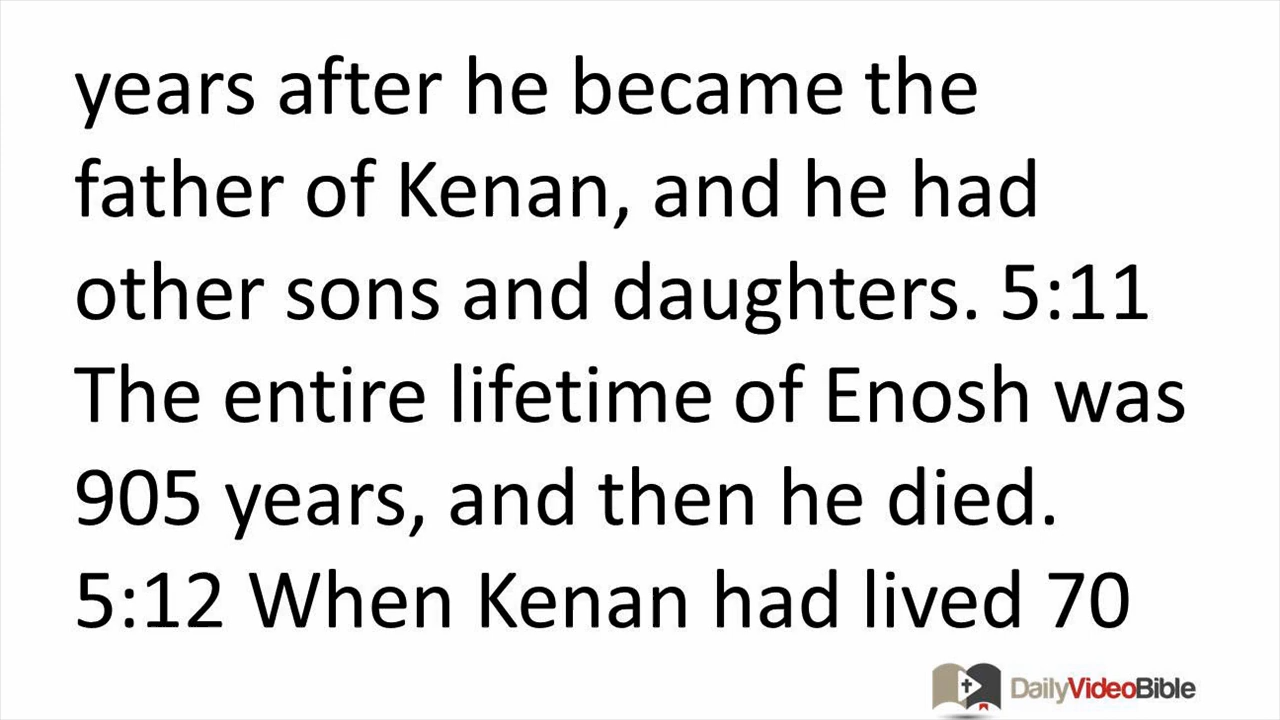 years after he became the
father of Kenan, and he had
other sons and daughters. 5:11
The entire lifetime of Enosh was
905 years, and then he died.
5:12 When Kenan had lived 70
DailyVideoBible